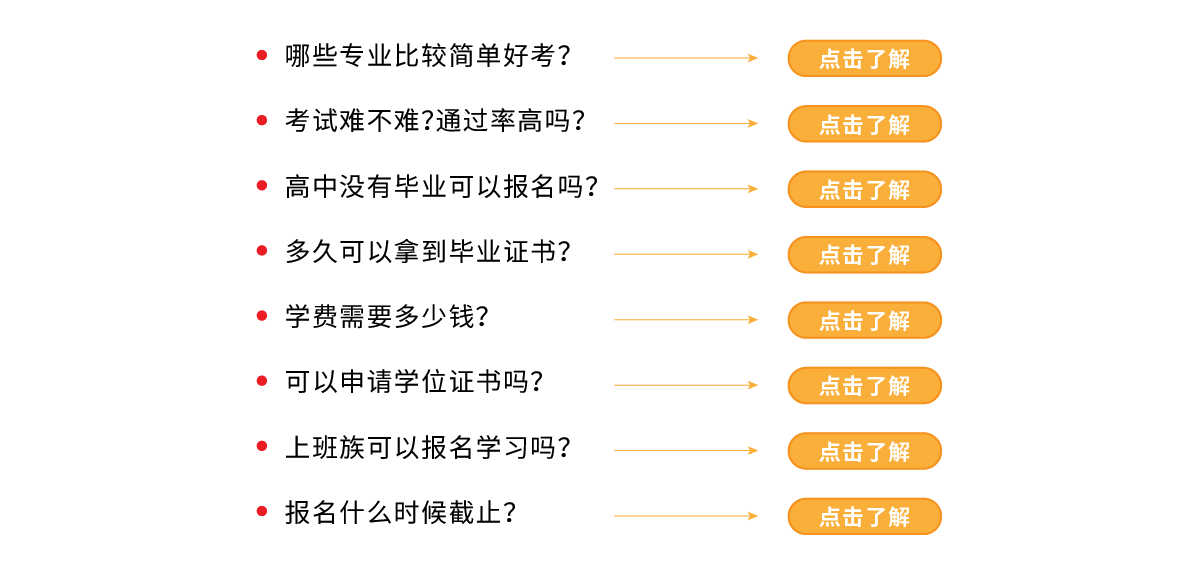 哪些专业比较简单好考? 点击了解
考试难不难?通过率高吗? 点击了解
高中没有毕业可以报名吗? 点击了解
多久可以拿到毕业证书? 点击了解
学费需要多少钱? 点击了解
可以申请学位证书吗? 点击了解
上班族可以报名学习吗? 点击了解
报名什么时候截止? 点击了解